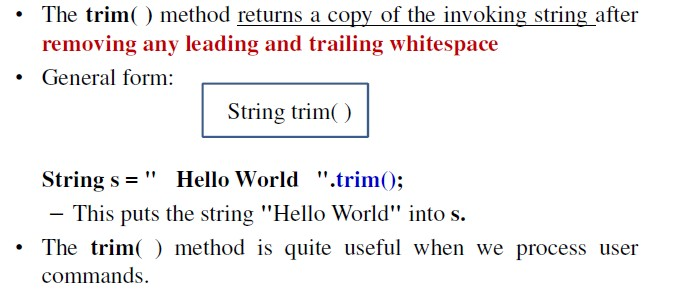 • The trim( ) method returns a copy of the invoking string after
removing any leading and trailing whitespace
• General form:
String trim( )
String s = " Hello World ".trim();
– This puts the string "Hello World" into s.
• The trim( ) method is quite useful when we process user
commands.